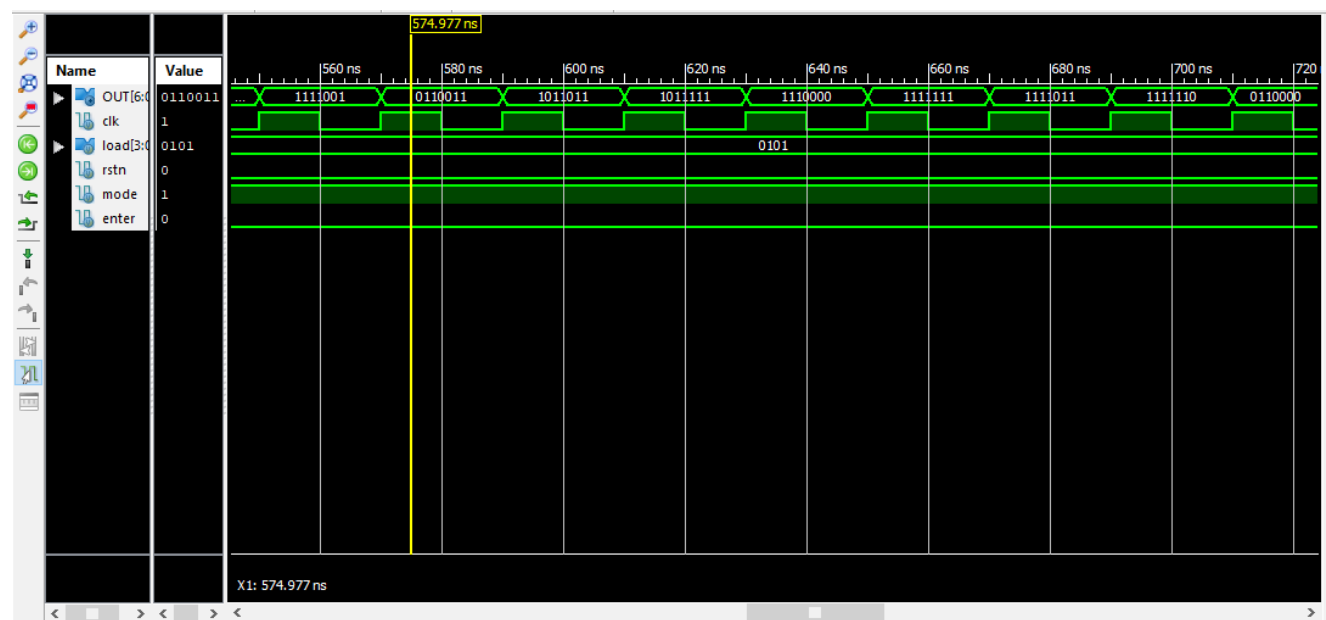 574.977 ns
Name Value 560 ns 580 ns 600 ns 620 ns 640 ns 660 ns 680 ns 700 ns 720
OUT[6:0 0110011 ... 1111001 0110011 1011011 1011111 1110000 1111111 1111011 1111110 0110000
clk 1
load[3:0 0101 0101
rstn 0
mode 1
enter 0
X1: 574.977 ns